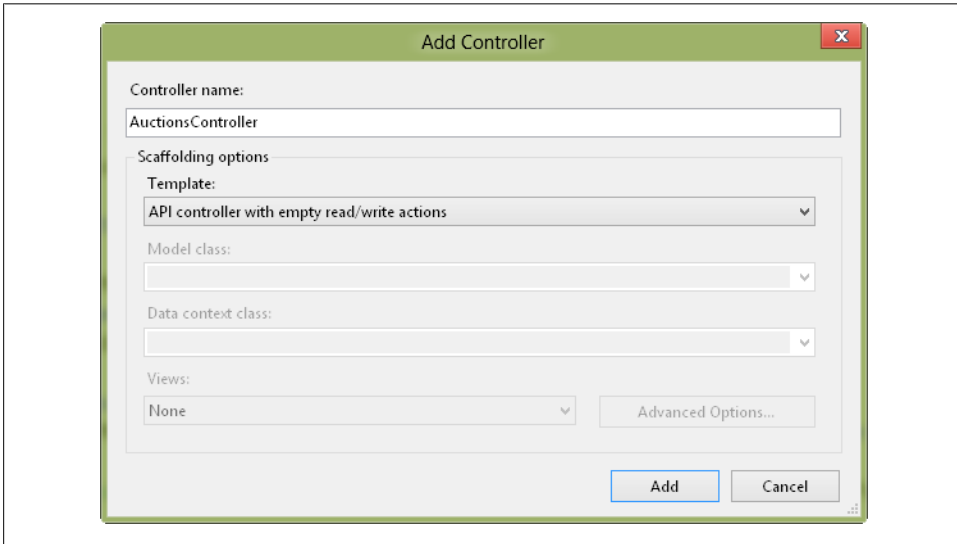 Add Controller
x
Controller name:
AuctionsController
Scaffolding options
Template:
API controller with empty read/write actions
Model class:
Data context class:
Views:
None
Advanced Options...
Add
Cancel